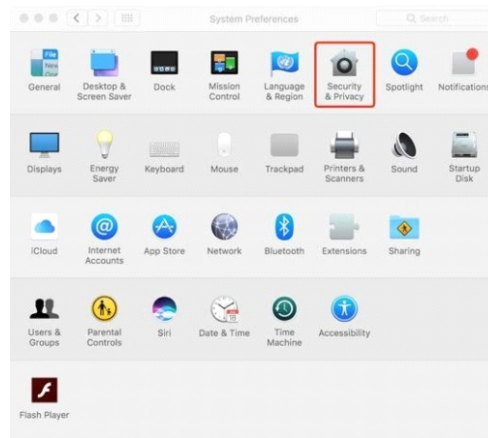 System Preferences
Search
File
New
General
Desktop &
Screen Saver
Dock
Mission
Control
Language
& Region
Security
& Privacy
Spotlight
Notifications
Displays
Energy
Saver
Keyboard
Mouse
Trackpad
Printers &
Scanners
Sound
Startup
Disk
iCloud
Internet
Accounts
App Store
Network
Bluetooth
Extensions
Sharing
Users &
Groups
Parental
Controls
Siri
Date & Time
Time
Machine
Accessibility
Flash Player